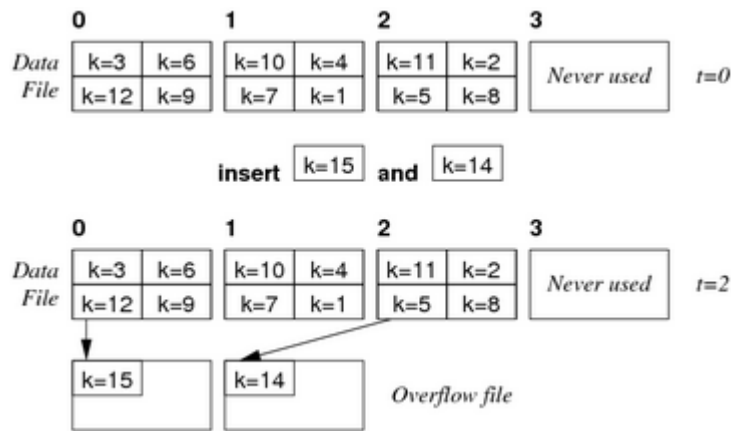 0 1 2 3
Data File k=3 k=6 k=10 k=4 k=11 k=2 Never used t=0
k=12 k=9 k=7 k=1 k=5 k=8
insert k=15 and k=14
0 1 2 3
Data File k=3 k=6 k=10 k=4 k=11 k=2 Never used t=2
k=12 k=9 k=7 k=1 k=5 k=8
k=15 k=14 Overflow file